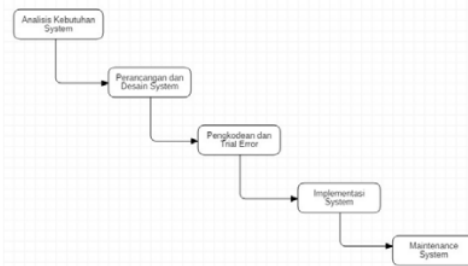 Analisis Kebutuhan
System
Perancangan dan
Desain System
Pengkodean dan
Trial Error
Implementasi
System
Maintenance
System